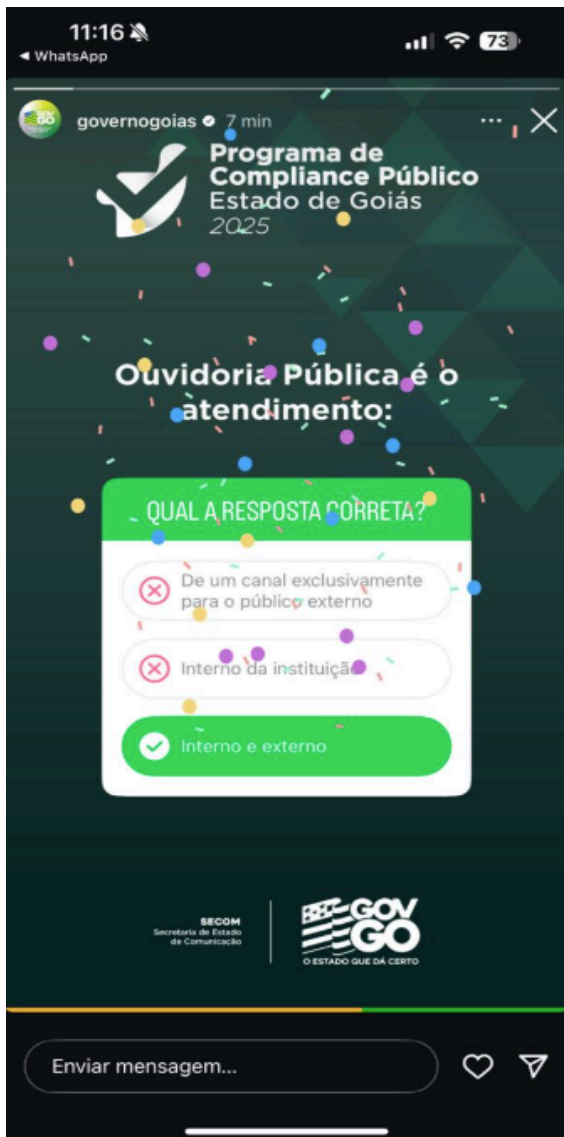 11:16
73
◄ WhatsApp
governogoias 7 min
Programa de
Compliance Público
Estado de Goiás
2025
Ouvidoria Pública é o
atendimento:
QUAL A RESPOSTA CORRETA?
De um canal exclusivamente
para o público externo
Interno da instituição
Interno e externo
SECOM
Secretaria de Estado
de Comunicação
GOV
GO
O ESTADO QUE DÁ CERTO
Enviar mensagem...